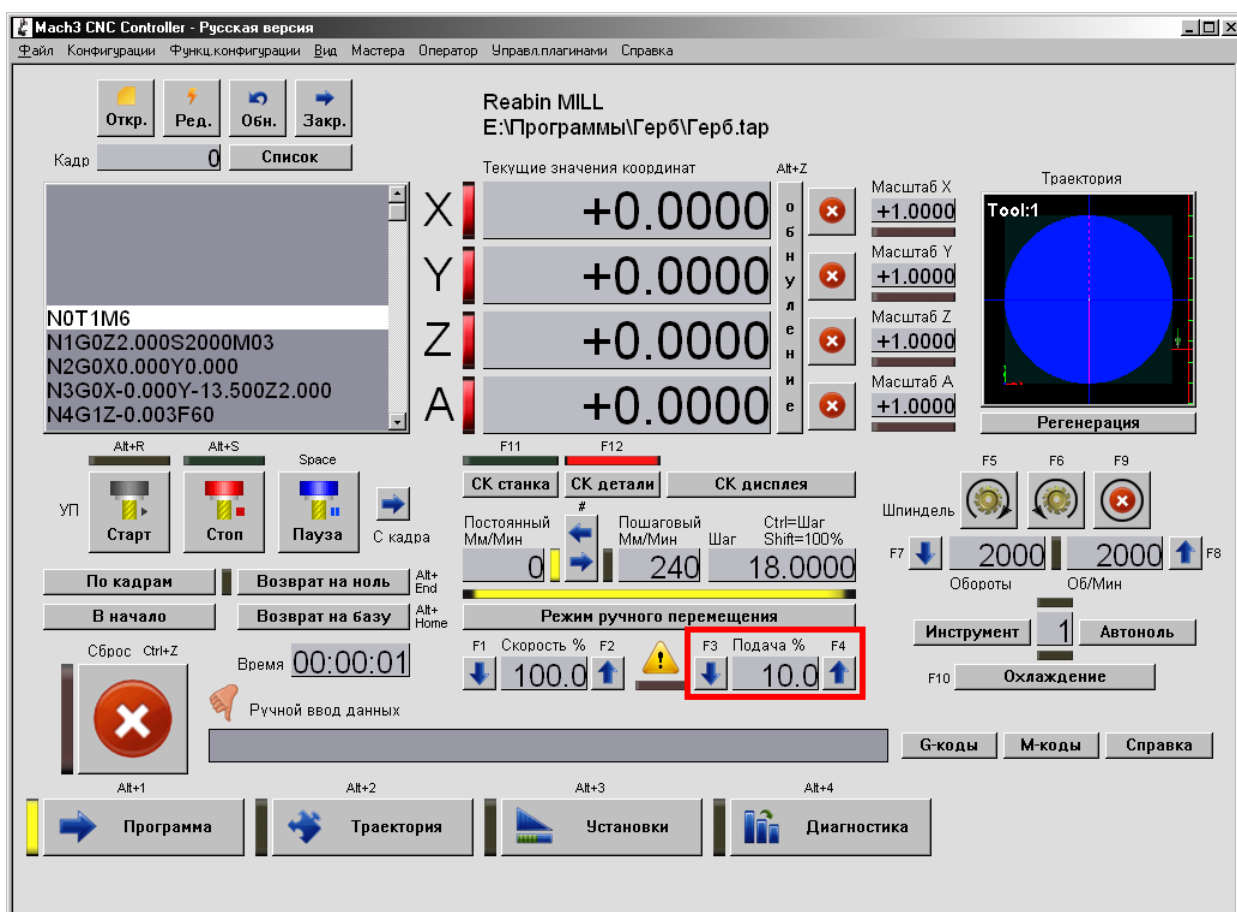 Mach3 CNC Controller - Русская версия
Файл Конфигурации Функц.конфигурации Вид Мастера Оператор Управл.плагинами Справка
Откр. Ред. Обн. Закр.
Reabin MILL
E:\Программы\Герб\Герб.tap
Кадр 0 Список
Текущие значения координат Alt+Z
Масштаб X Траектория
X +0.0000 +1.0000 Tool:1
Масштаб Y
Y +0.0000 +1.0000
Масштаб Z
Z +0.0000 +1.0000
Масштаб A
A +0.0000 +1.0000
обнуление
Регенерация
N0T1M6
N1G0Z2.000S2000M03
N2G0X0.000Y0.000
N3G0X-0.000Y-13.500Z2.000
N4G1Z-0.003F60
Alt+R Alt+S Space
УП Старт Стоп Пауза С кадра
F11 F12
СК станка СК детали СК дисплея
#
Постоянный Мм/Мин
Пошаговый Мм/Мин Шаг
Ctrl=Шаг
Shift=100%
0 240 18.0000
F5 F6 F9
Шпиндель
F7 2000 2000 F8
Обороты Об/Мин
По кадрам Возврат на ноль Alt+ End
В начало Возврат на базу Alt+ Home
Режим ручного перемещения
Инструмент 1 Автоноль
F1 Скорость % F2
100.0
F3 Подача % F4
10.0
F10 Охлаждение
Сброс Ctrl+Z
Время 00:00:01
Ручной ввод данных
G-коды М-коды Справка
Alt+1 Alt+2 Alt+3 Alt+4
Программа Траектория Установки Диагностика